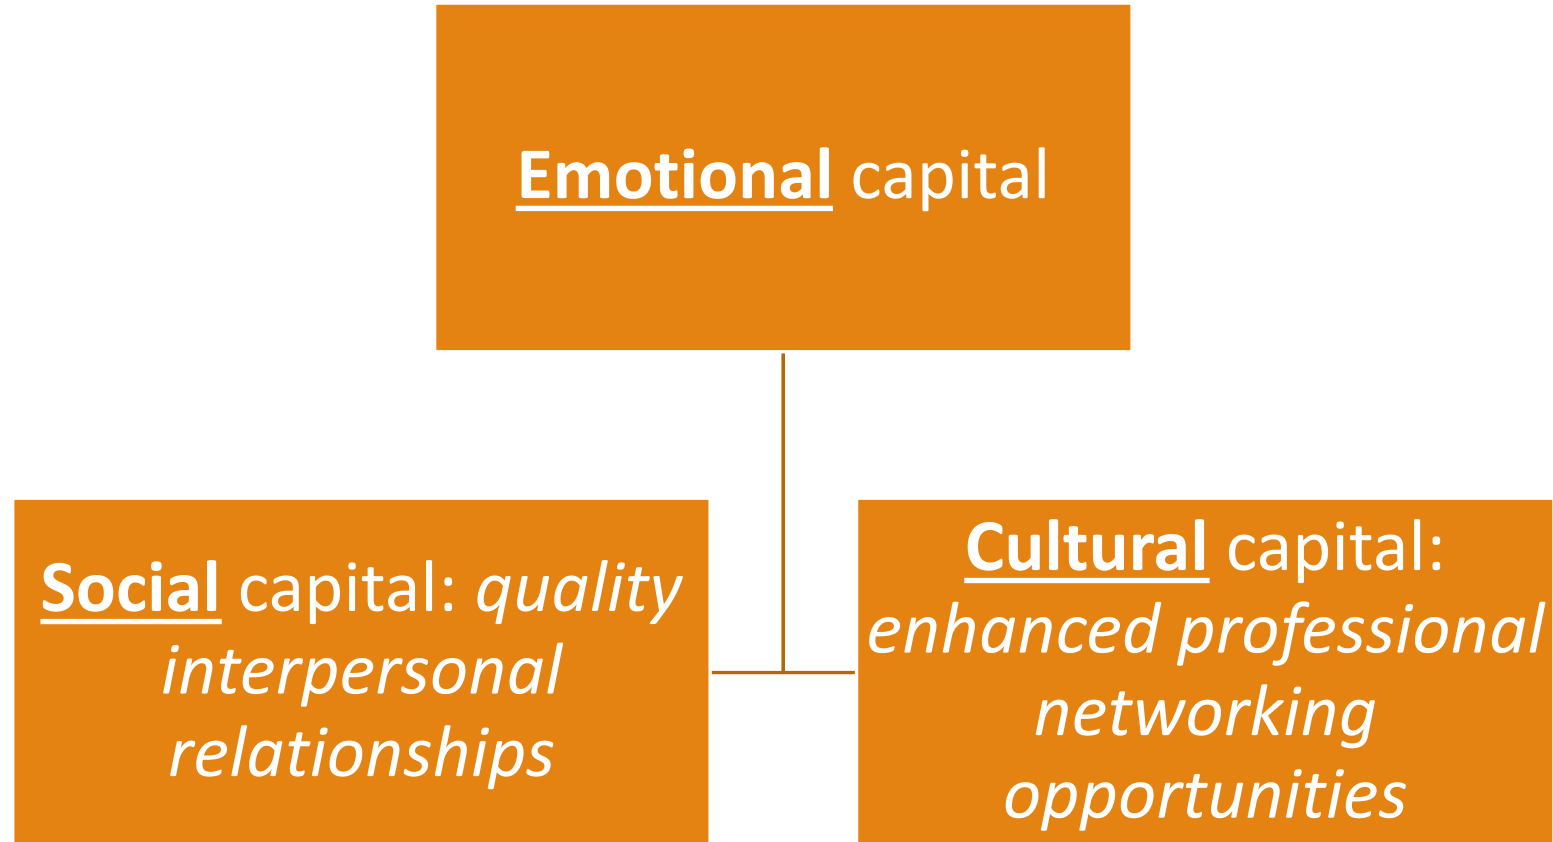 Emotional capital
Social capital: quality
interpersonal
relationships
Cultural capital:
enhanced professional
networking
opportunities